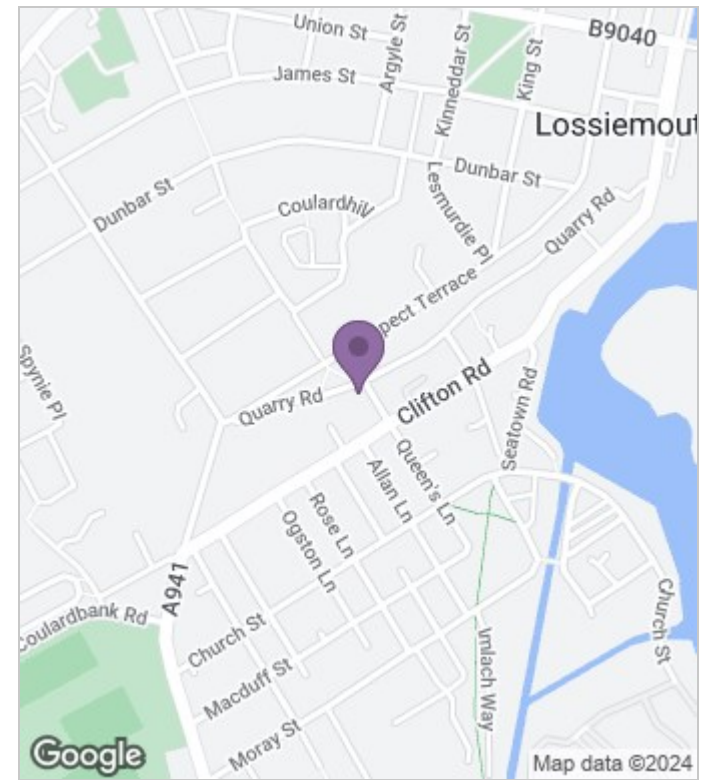 Union St
Argyle St
Kinneddar St
King St
B9040
James St
Lossiemout
Dunbar St
Dunbar St
Coulardhil
Lesmurdie Pl
Quarry Rd
pect Terrace
Spynie Pl
Quarry Rd
Clifton Rd
Seatown Rd
Queen's Ln
Allan Ln
Rose Ln
Ogston Ln
A941
Coulardbank Rd
Church St
Church St
Macduff St
Imlach Way
Moray St
Google
Map data ©2024